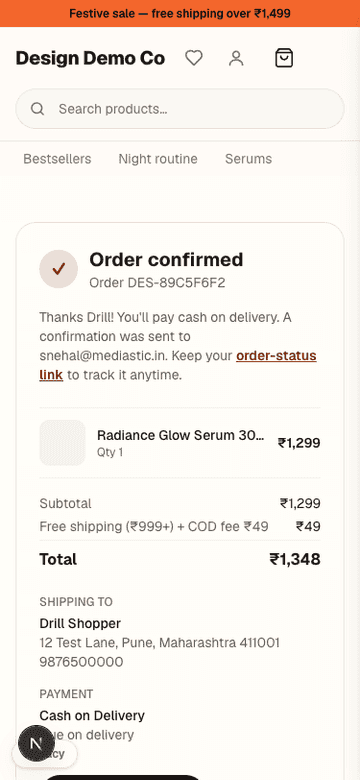 Festive sale — free shipping over ₹1,499
Design Demo Co
Search products...
Bestsellers Night routine Serums
Order confirmed
Order DES-89C5F6F2
Thanks Drill! You'll pay cash on delivery. A
confirmation was sent to
snehal@mediastic.in. Keep your order-status
link to track it anytime.
Radiance Glow Serum 30... ₹1,299
Qty 1
Subtotal ₹1,299
Free shipping (₹999+) + COD fee ₹49 ₹49
Total ₹1,348
SHIPPING TO
Drill Shopper
12 Test Lane, Pune, Maharashtra 411001
9876500000
PAYMENT
Cash on Delivery
on delivery
N